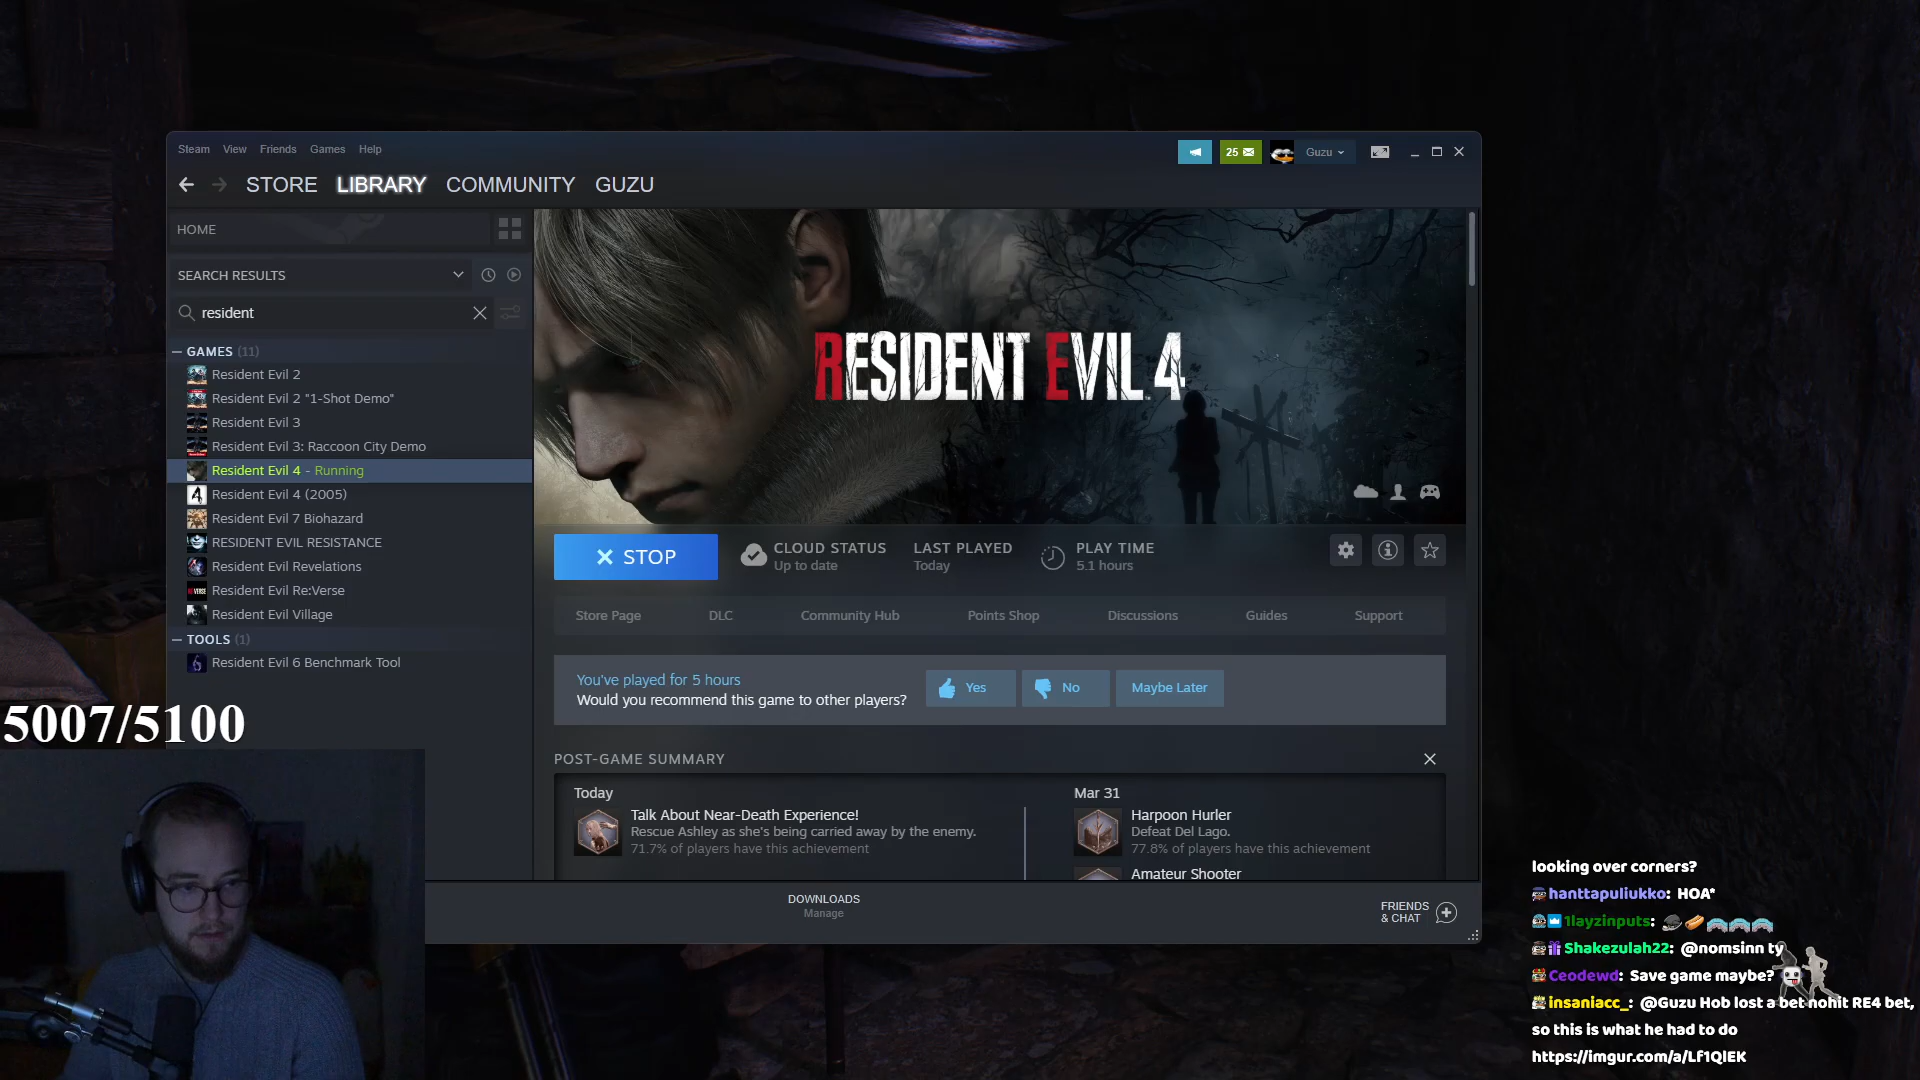 Steam View Friends Games Help
25
Guzu
STORE LIBRARY COMMUNITY GUZU
HOME
SEARCH RESULTS
resident
GAMES (11)
Resident Evil 2
Resident Evil 2 "1-Shot Demo"
Resident Evil 3
Resident Evil 3: Raccoon City Demo
Resident Evil 4 - Running
Resident Evil 4 (2005)
Resident Evil 7 Biohazard
RESIDENT EVIL RESISTANCE
Resident Evil Revelations
Resident Evil Re:Verse
Resident Evil Village
TOOLS (1)
Resident Evil 6 Benchmark Tool
5007/5100
RESIDENT EVIL 4
STOP
CLOUD STATUS
Up to date
LAST PLAYED
Today
PLAY TIME
5.1 hours
Store Page DLC Community Hub Points Shop Discussions Guides Support
You've played for 5 hours
Would you recommend this game to other players?
Yes No Maybe Later
POST-GAME SUMMARY
Today
Talk About Near-Death Experience!
Rescue Ashley as she's being carried away by the enemy.
71.7% of players have this achievement
Mar 31
Harpoon Hurler
Defeat Del Lago.
77.8% of players have this achievement
Amateur Shooter
DOWNLOADS
Manage
FRIENDS
& CHAT
looking over corners?
hanttapuliukko: HOA*
1layzinputs:
Shakezulah22: @nomsinn ty
Ceodewd: Save game maybe?
insaniacc_: @Guzu Hob lost a bet nohit RE4 bet,
so this is what he had to do
https://imgur.com/a/Lf1QlEK